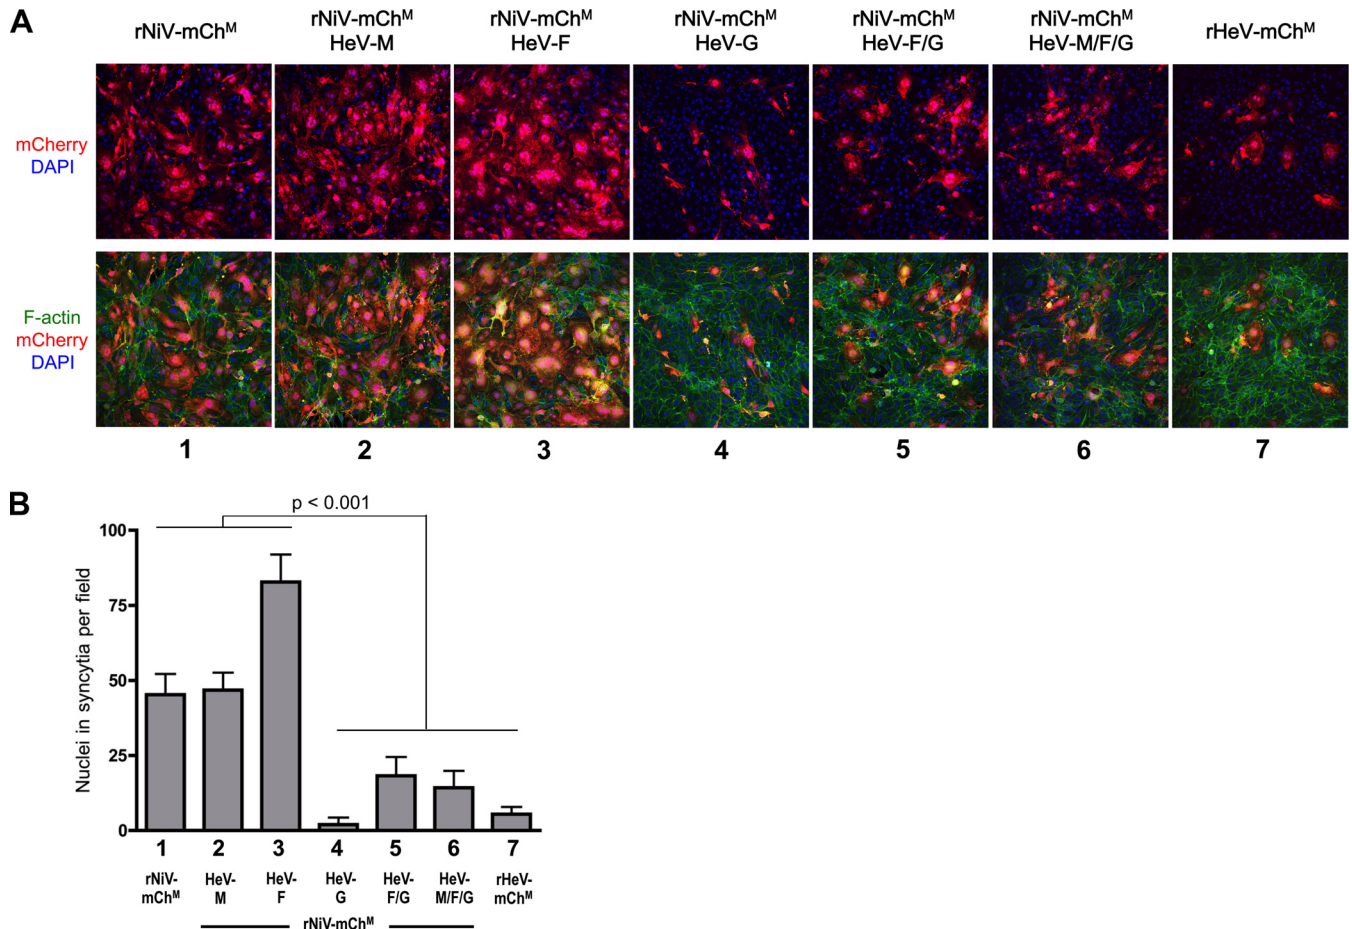 A
rNiV-mChᴹ
rNiV-mChᴹ
HeV-M
rNiV-mChᴹ
HeV-F
rNiV-mChᴹ
HeV-G
rNiV-mChᴹ
HeV-F/G
rNiV-mChᴹ
HeV-M/F/G
rHeV-mChᴹ
mCherry
DAPI
F-actin
mCherry
DAPI
1 2 3 4 5 6 7
B
p < 0.001
Nuclei in syncytia per field
100
75
50
25
0
1 2 3 4 5 6 7
rNiV-
mChᴹ
HeV-
M
HeV-
F
HeV-
G
HeV-
F/G
HeV-
M/F/G
rHeV-
mChᴹ
rNiV-mChᴹ